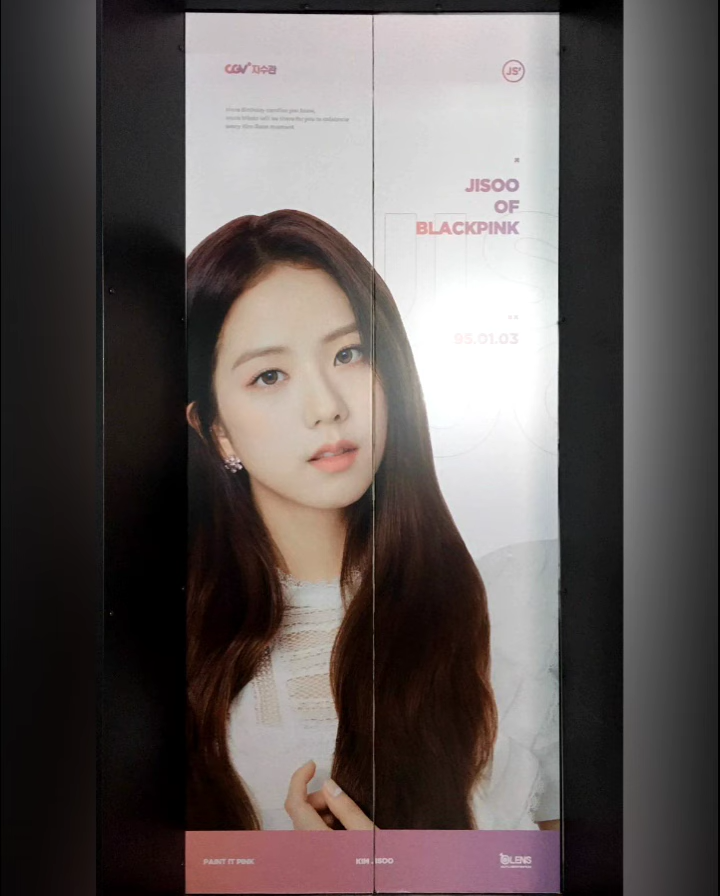 CGV 지수관
JS'
JISOO
OF
BLACKPINK
95.01.03
PAINT IT PINK
KIM JISOO
OLENS